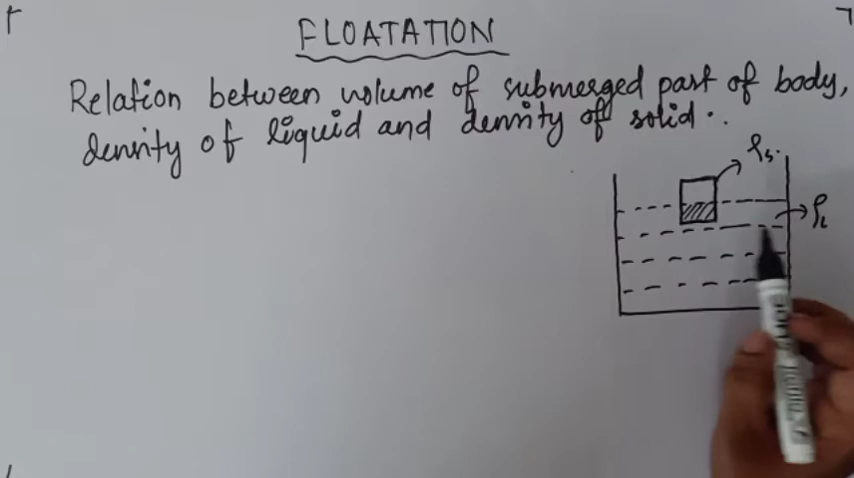 FLOATATION
Relation between volume of submerged part of body,
density of liquid and density of solid.
ρs.
ρL